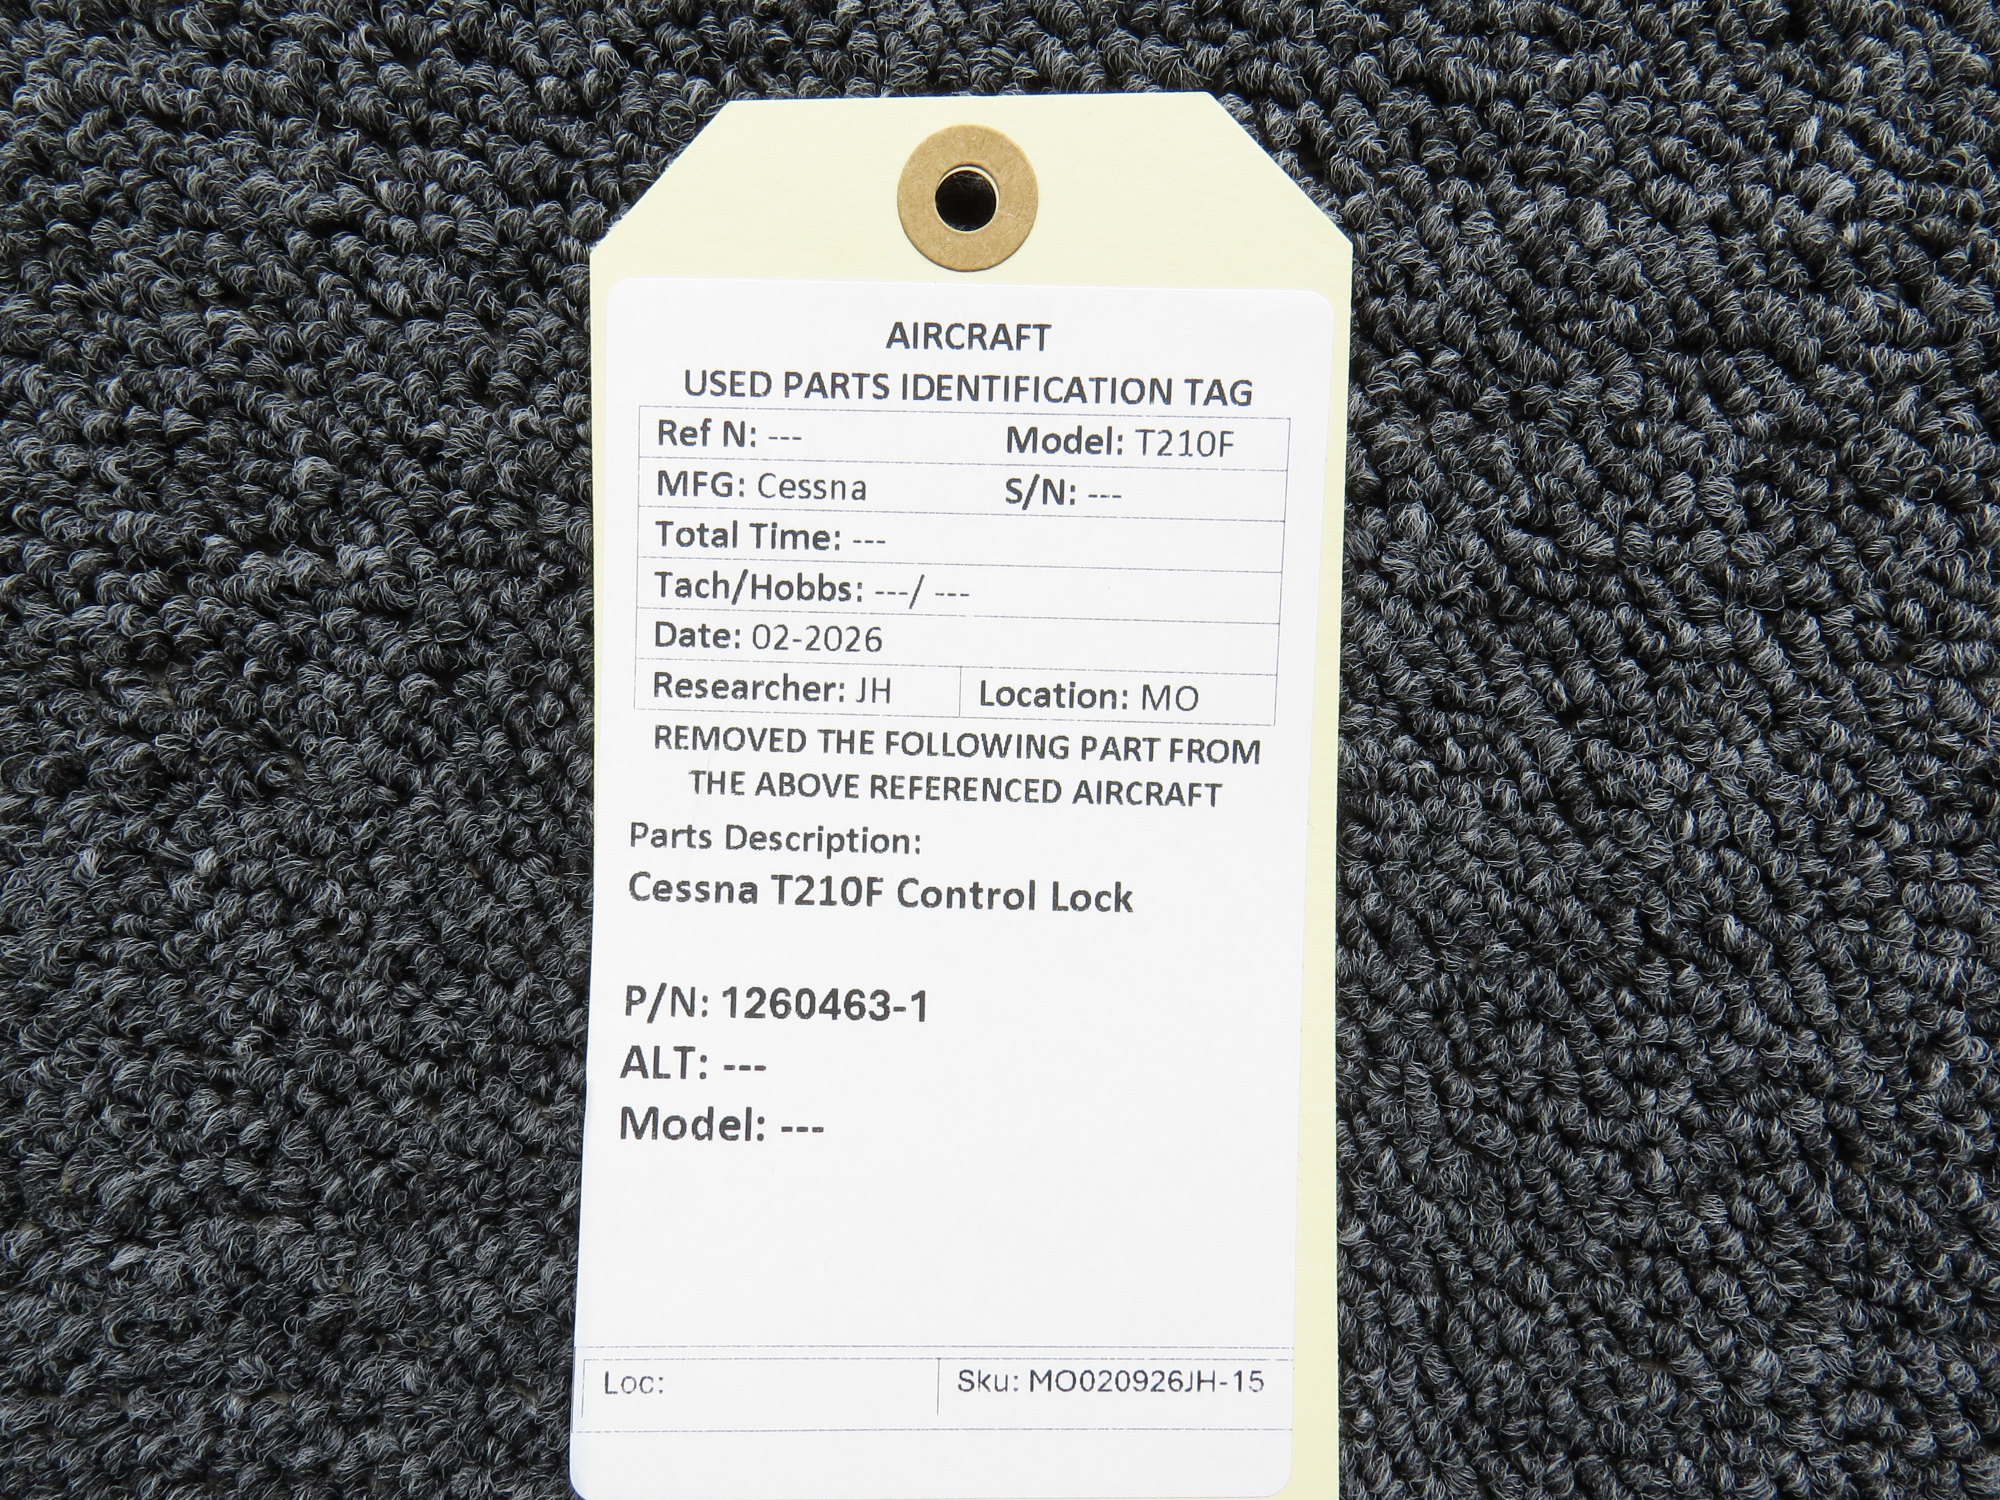 AIRCRAFT
USED PARTS IDENTIFICATION TAG
Ref N: --- Model: T210F
MFG: Cessna S/N: ---
Total Time: ---
Tach/Hobbs: ---/ ---
Date: 02-2026
Researcher: JH Location: MO
REMOVED THE FOLLOWING PART FROM
THE ABOVE REFERENCED AIRCRAFT
Parts Description:
Cessna T210F Control Lock
P/N: 1260463-1
ALT: ---
Model: ---
Loc: Sku: MO020926JH-15